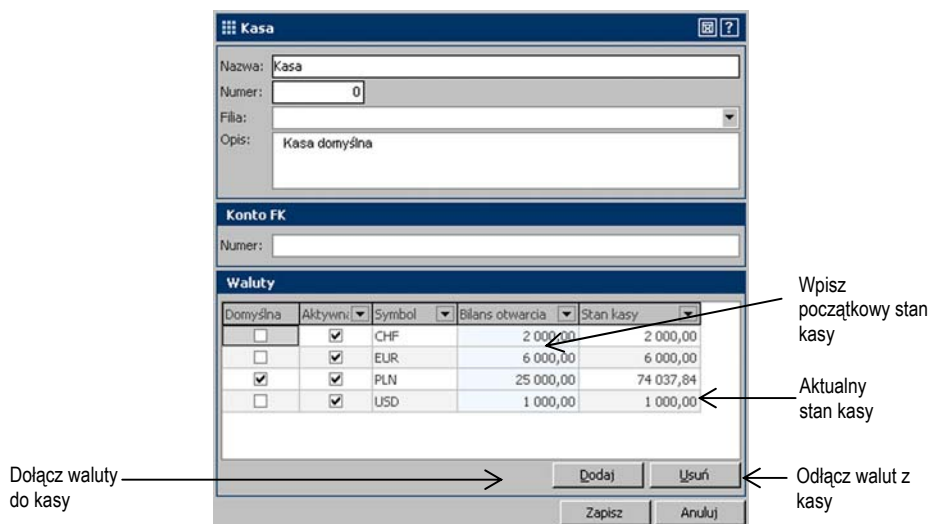 Kasa
?
Nazwa: Kasa
Numer: 0
Filia:
Opis: Kasa domyślna
Konto FK
Numer:
Waluty
Domyślna Aktywna Symbol Bilans otwarcia Stan kasy
CHF 2 000,00 2 000,00
EUR 6 000,00 6 000,00
PLN 25 000,00 74 037,84
USD 1 000,00 1 000,00
Dodaj Usuń
Zapisz Anuluj
Wpisz
początkowy stan
kasy
Aktualny
stan kasy
Dołącz waluty
do kasy
Odłącz walut z
kasy